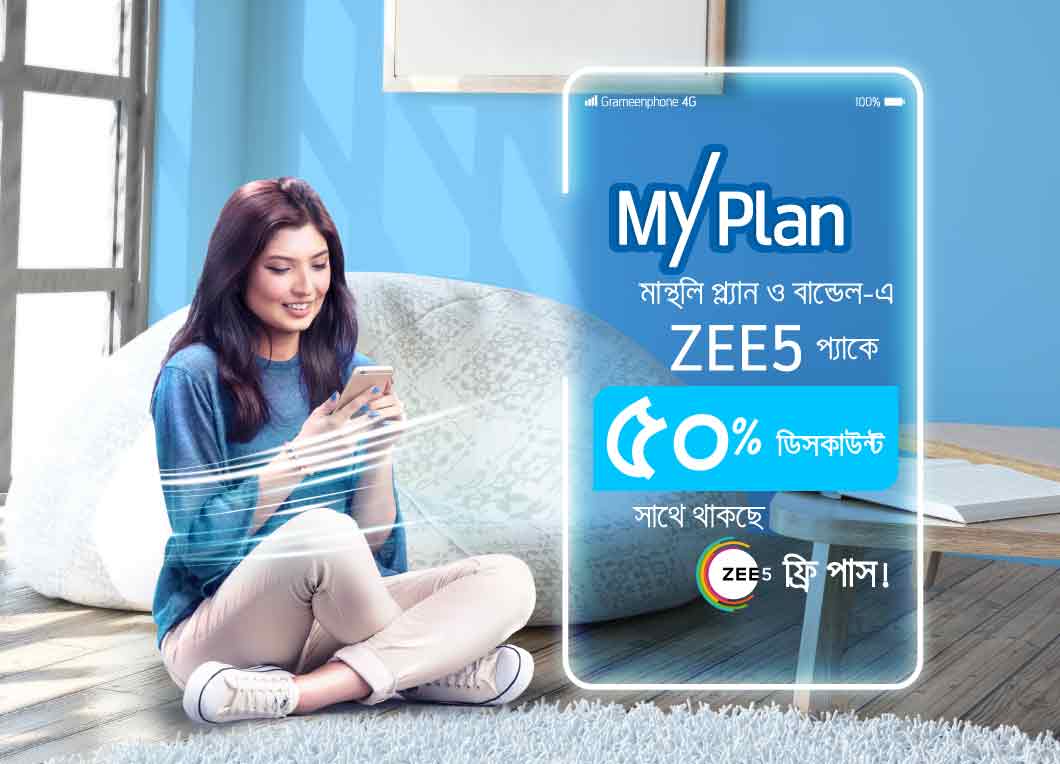 Grameenphone 4G 100%
MY Plan
মান্থলি প্ল্যান ও বান্ডেল-এ
ZEE5 প্যাকে
৫০% ডিসকাউন্ট
সাথে থাকছে
ZEE5 ফ্রি পাস!